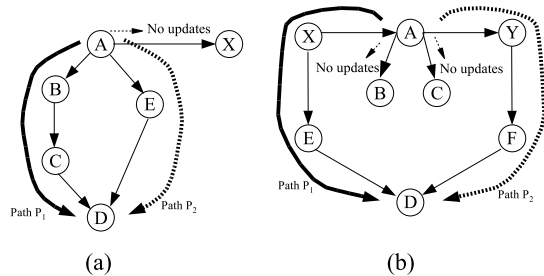 No updates
A
X
B
E
C
Path P1
D
Path P2
(a)
X
A
Y
No updates
No updates
B
C
E
F
Path P1
D
Path P2
(b)